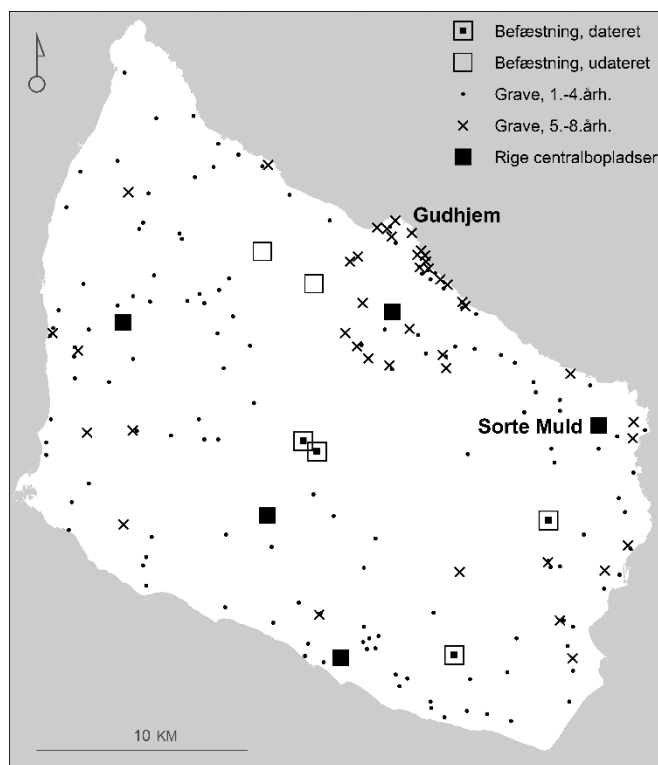 Befæstning, dateret
Befæstning, udateret
Grave, 1.-4.årh.
Grave, 5.-8.årh.
Rige centralbopladser
Gudhjem
Sorte Muld
10 KM